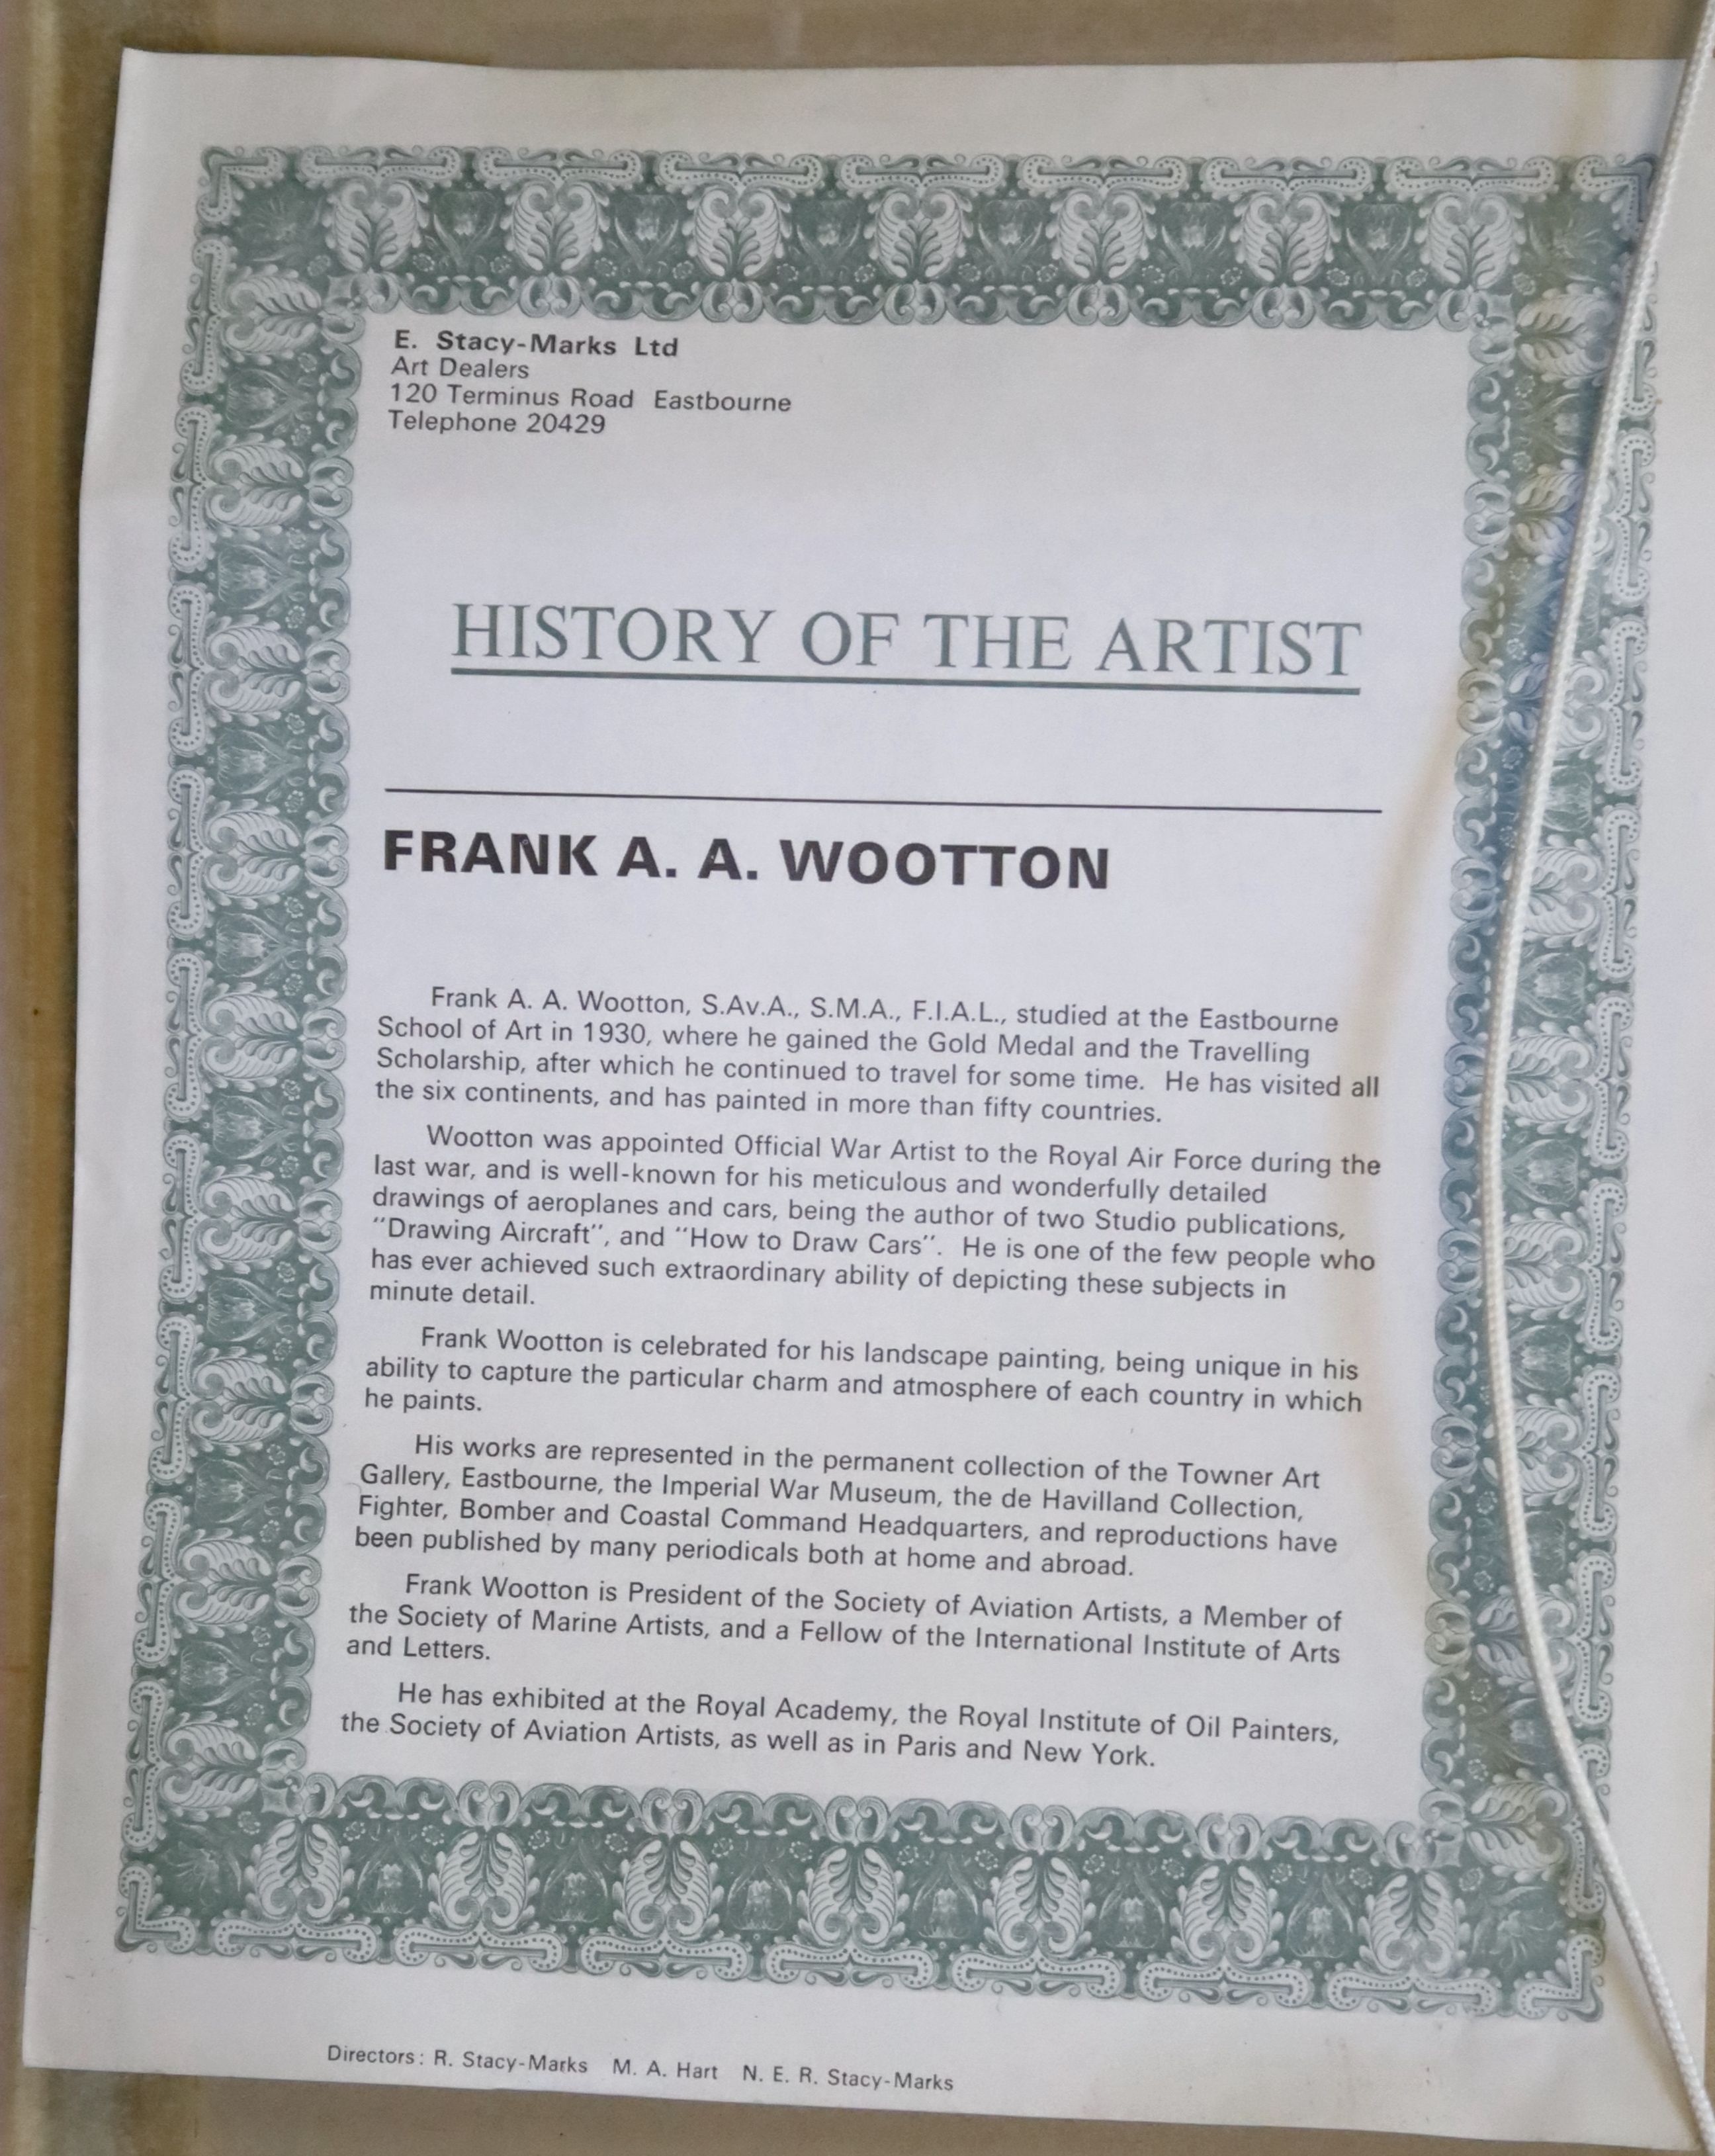 E. Stacy-Marks Ltd
Art Dealers
120 Terminus Road Eastbourne
Telephone 20429
HISTORY OF THE ARTIST
FRANK A. A. WOOTTON
Frank A. A. Wootton, S.Av.A., S.M.A., F.I.A.L., studied at the Eastbourne
School of Art in 1930, where he gained the Gold Medal and the Travelling
Scholarship, after which he continued to travel for some time. He has visited all
the six continents, and has painted in more than fifty countries.
Wootton was appointed Official War Artist to the Royal Air Force during the
last war, and is well-known for his meticulous and wonderfully detailed
drawings of aeroplanes and cars, being the author of two Studio publications,
"Drawing Aircraft", and "How to Draw Cars". He is one of the few people who
has ever achieved such extraordinary ability of depicting these subjects in
minute detail.
Frank Wootton is celebrated for his landscape painting, being unique in his
ability to capture the particular charm and atmosphere of each country in which
he paints.
His works are represented in the permanent collection of the Towner Art
Gallery, Eastbourne, the Imperial War Museum, the de Havilland Collection,
Fighter, Bomber and Coastal Command Headquarters, and reproductions have
been published by many periodicals both at home and abroad.
Frank Wootton is President of the Society of Aviation Artists, a Member of
the Society of Marine Artists, and a Fellow of the International Institute of Arts
and Letters.
He has exhibited at the Royal Academy, the Royal Institute of Oil Painters,
the Society of Aviation Artists, as well as in Paris and New York.
Directors: R. Stacy-Marks M. A. Hart N. E. R. Stacy-Marks